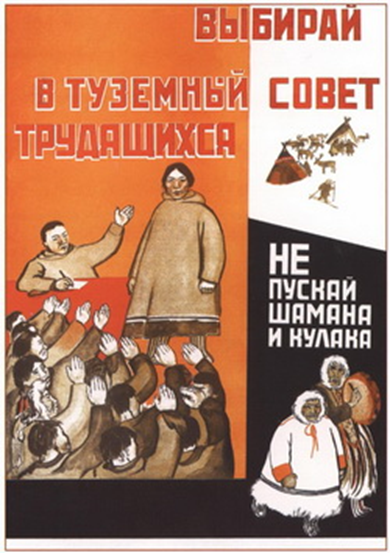 ВЫБИРАЙ
В ТУЗЕМНЫЙ СОВЕТ
ТРУДЯЩИХСЯ
НЕ
ПУСКАЙ
ШАМАНА
И КУЛАКА